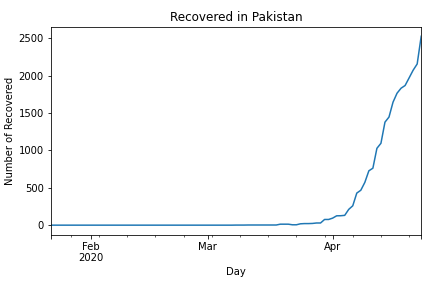 Recovered in Pakistan
Number of Recovered
2500
2000
1500
1000
500
0
Feb
2020
Mar
Apr
Day